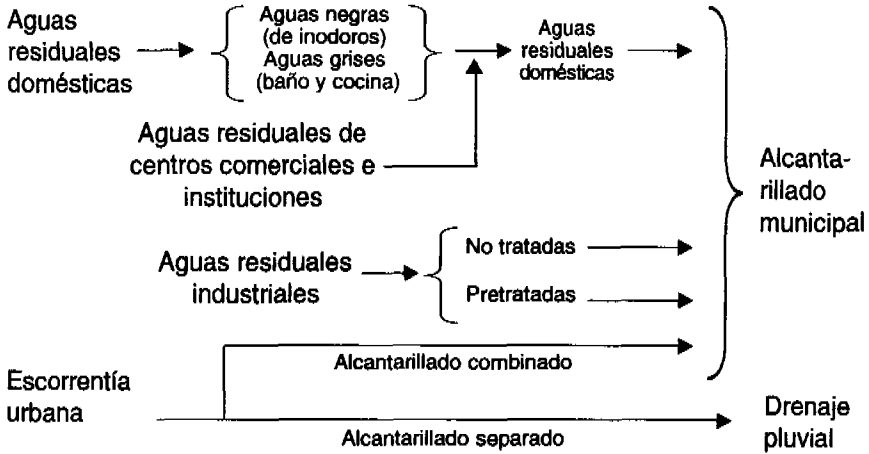 Aguas
residuales
domésticas
Aguas negras
(de inodoros)
Aguas grises
(baño y cocina)
Aguas
residuales
domésticas
Aguas residuales de
centros comerciales e
instituciones
Alcanta-
rillado
municipal
Aguas residuales
industriales
No tratadas
Pretratadas
Alcantarillado combinado
Escorrentía
urbana
Alcantarillado separado
Drenaje
pluvial